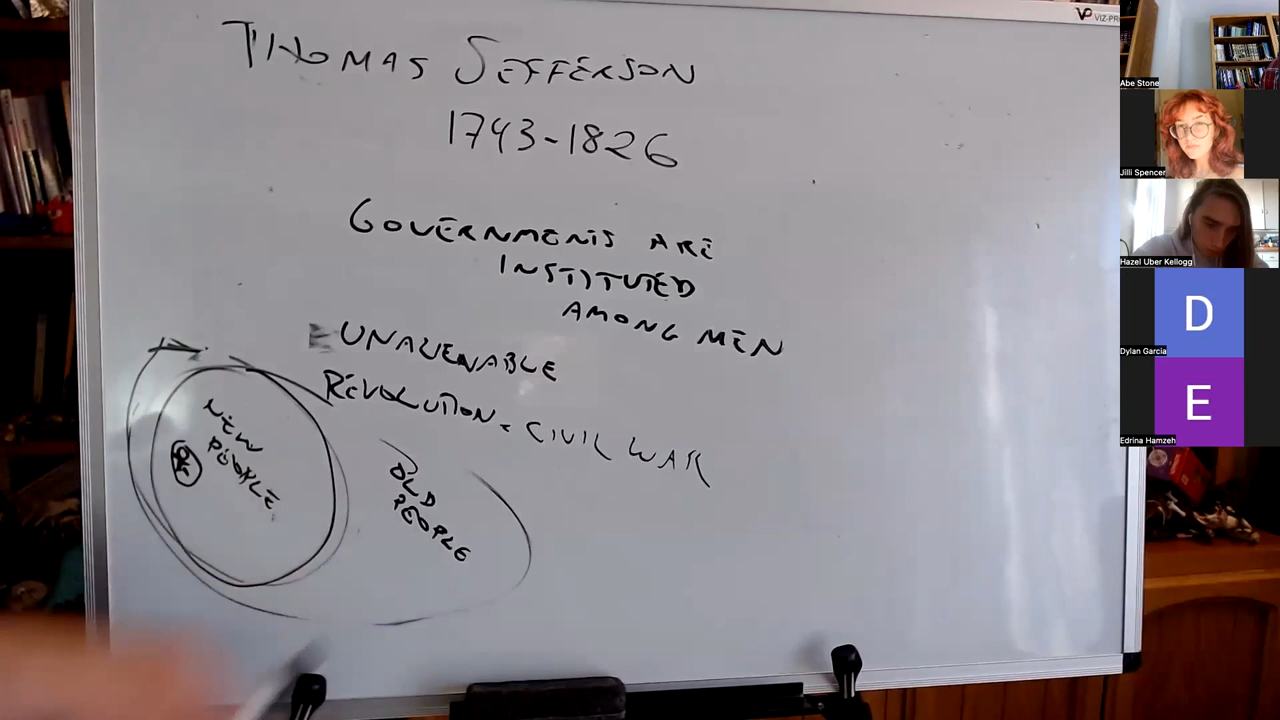 THOMAS JEFFERSON
1743-1826
GOVERNMENTS ARE
INSTITUTED
AMONG MEN
UNALIENABLE
REVOLUTION = CIVIL WAR
NEW
PEOPLE
OLD
PEOPLE
Abe Stone
Jilli Spencer
Hazel Uber Kellogg
D
Dylan Garcia
E
Edrina Hamzeh